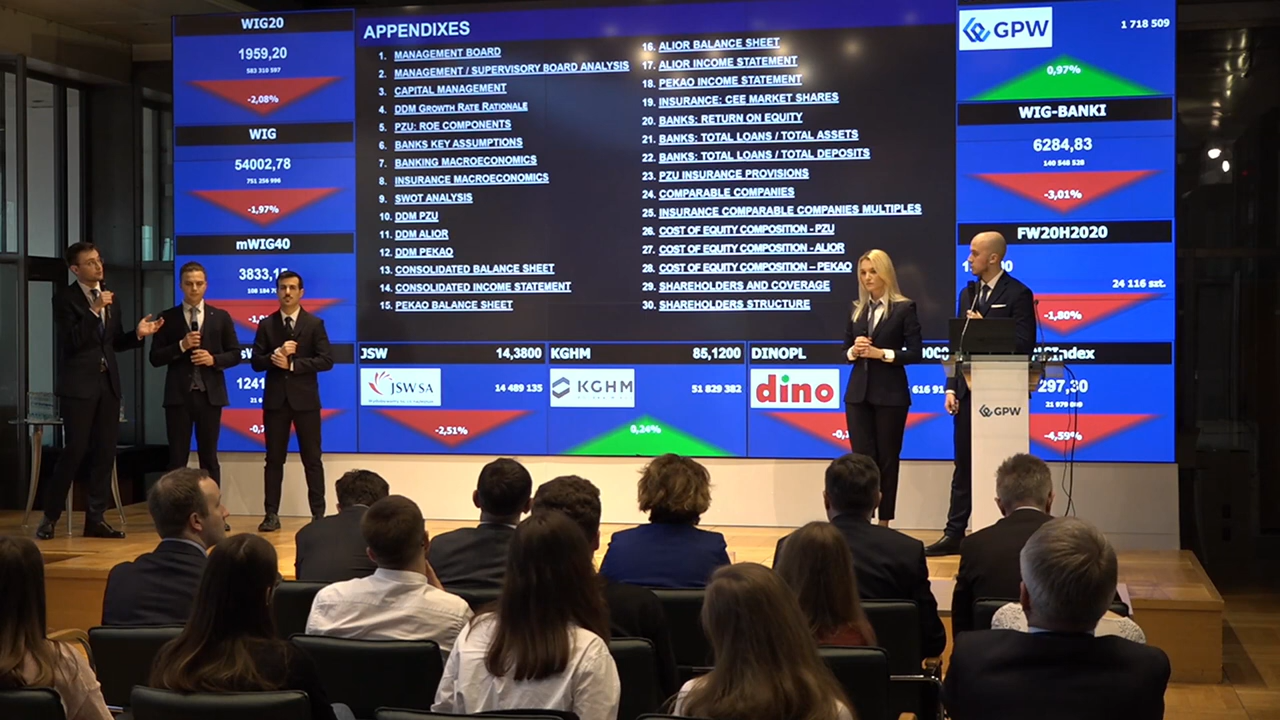 WIG20
1959,20
583 310 597
-2,08%
WIG
54002,78
751 256 998
-1,97%
mWIG40
APPENDIXES
1. MANAGEMENT BOARD
2. MANAGEMENT / SUPERVISORY BOARD ANALYSIS
3. CAPITAL MANAGEMENT
4. DDM GROWTH RATE RATIONALE
5. PZU: ROE COMPONENTS
6. BANKS KEY ASSUMPTIONS
7. BANKING MACROECONOMICS
8. INSURANCE MACROECONOMICS
9. SWOT ANALYSIS
10. DDM PZU
11. DDM ALIOR
12. DDM PEKAO
13. CONSOLIDATED BALANCE SHEET
14. CONSOLIDATED INCOME STATEMENT
15. PEKAO BALANCE SHEET
16. ALIOR BALANCE SHEET
17. ALIOR INCOME STATEMENT
18. PEKAO INCOME STATEMENT
19. INSURANCE: CEE MARKET SHARES
20. BANKS: RETURN ON EQUITY
21. BANKS: TOTAL LOANS / TOTAL ASSETS
22. BANKS: TOTAL LOANS / TOTAL DEPOSITS
23. PZU INSURANCE PROVISIONS
24. COMPARABLE COMPANIES
25. INSURANCE COMPARABLE COMPANIES MULTIPLES
26. COST OF EQUITY COMPOSITION - PZU
27. COST OF EQUITY COMPOSITION - ALIOR
28. COST OF EQUITY COMPOSITION – PEKAO
29. SHAREHOLDERS AND COVERAGE
30. SHAREHOLDERS STRUCTURE
GPW
1 718 509
0,97%
WIG-BANKI
6284,83
140 548 528
-3,01%
FW20H2020
24 116 szt.
-1,80%
297,30
-4,59%
JSW 14,3800
JSW SA
14 489 135
-2,51%
KGHM 85,1200
KGHM
51 829 382
0,24%
DINOPL
dino
GPW